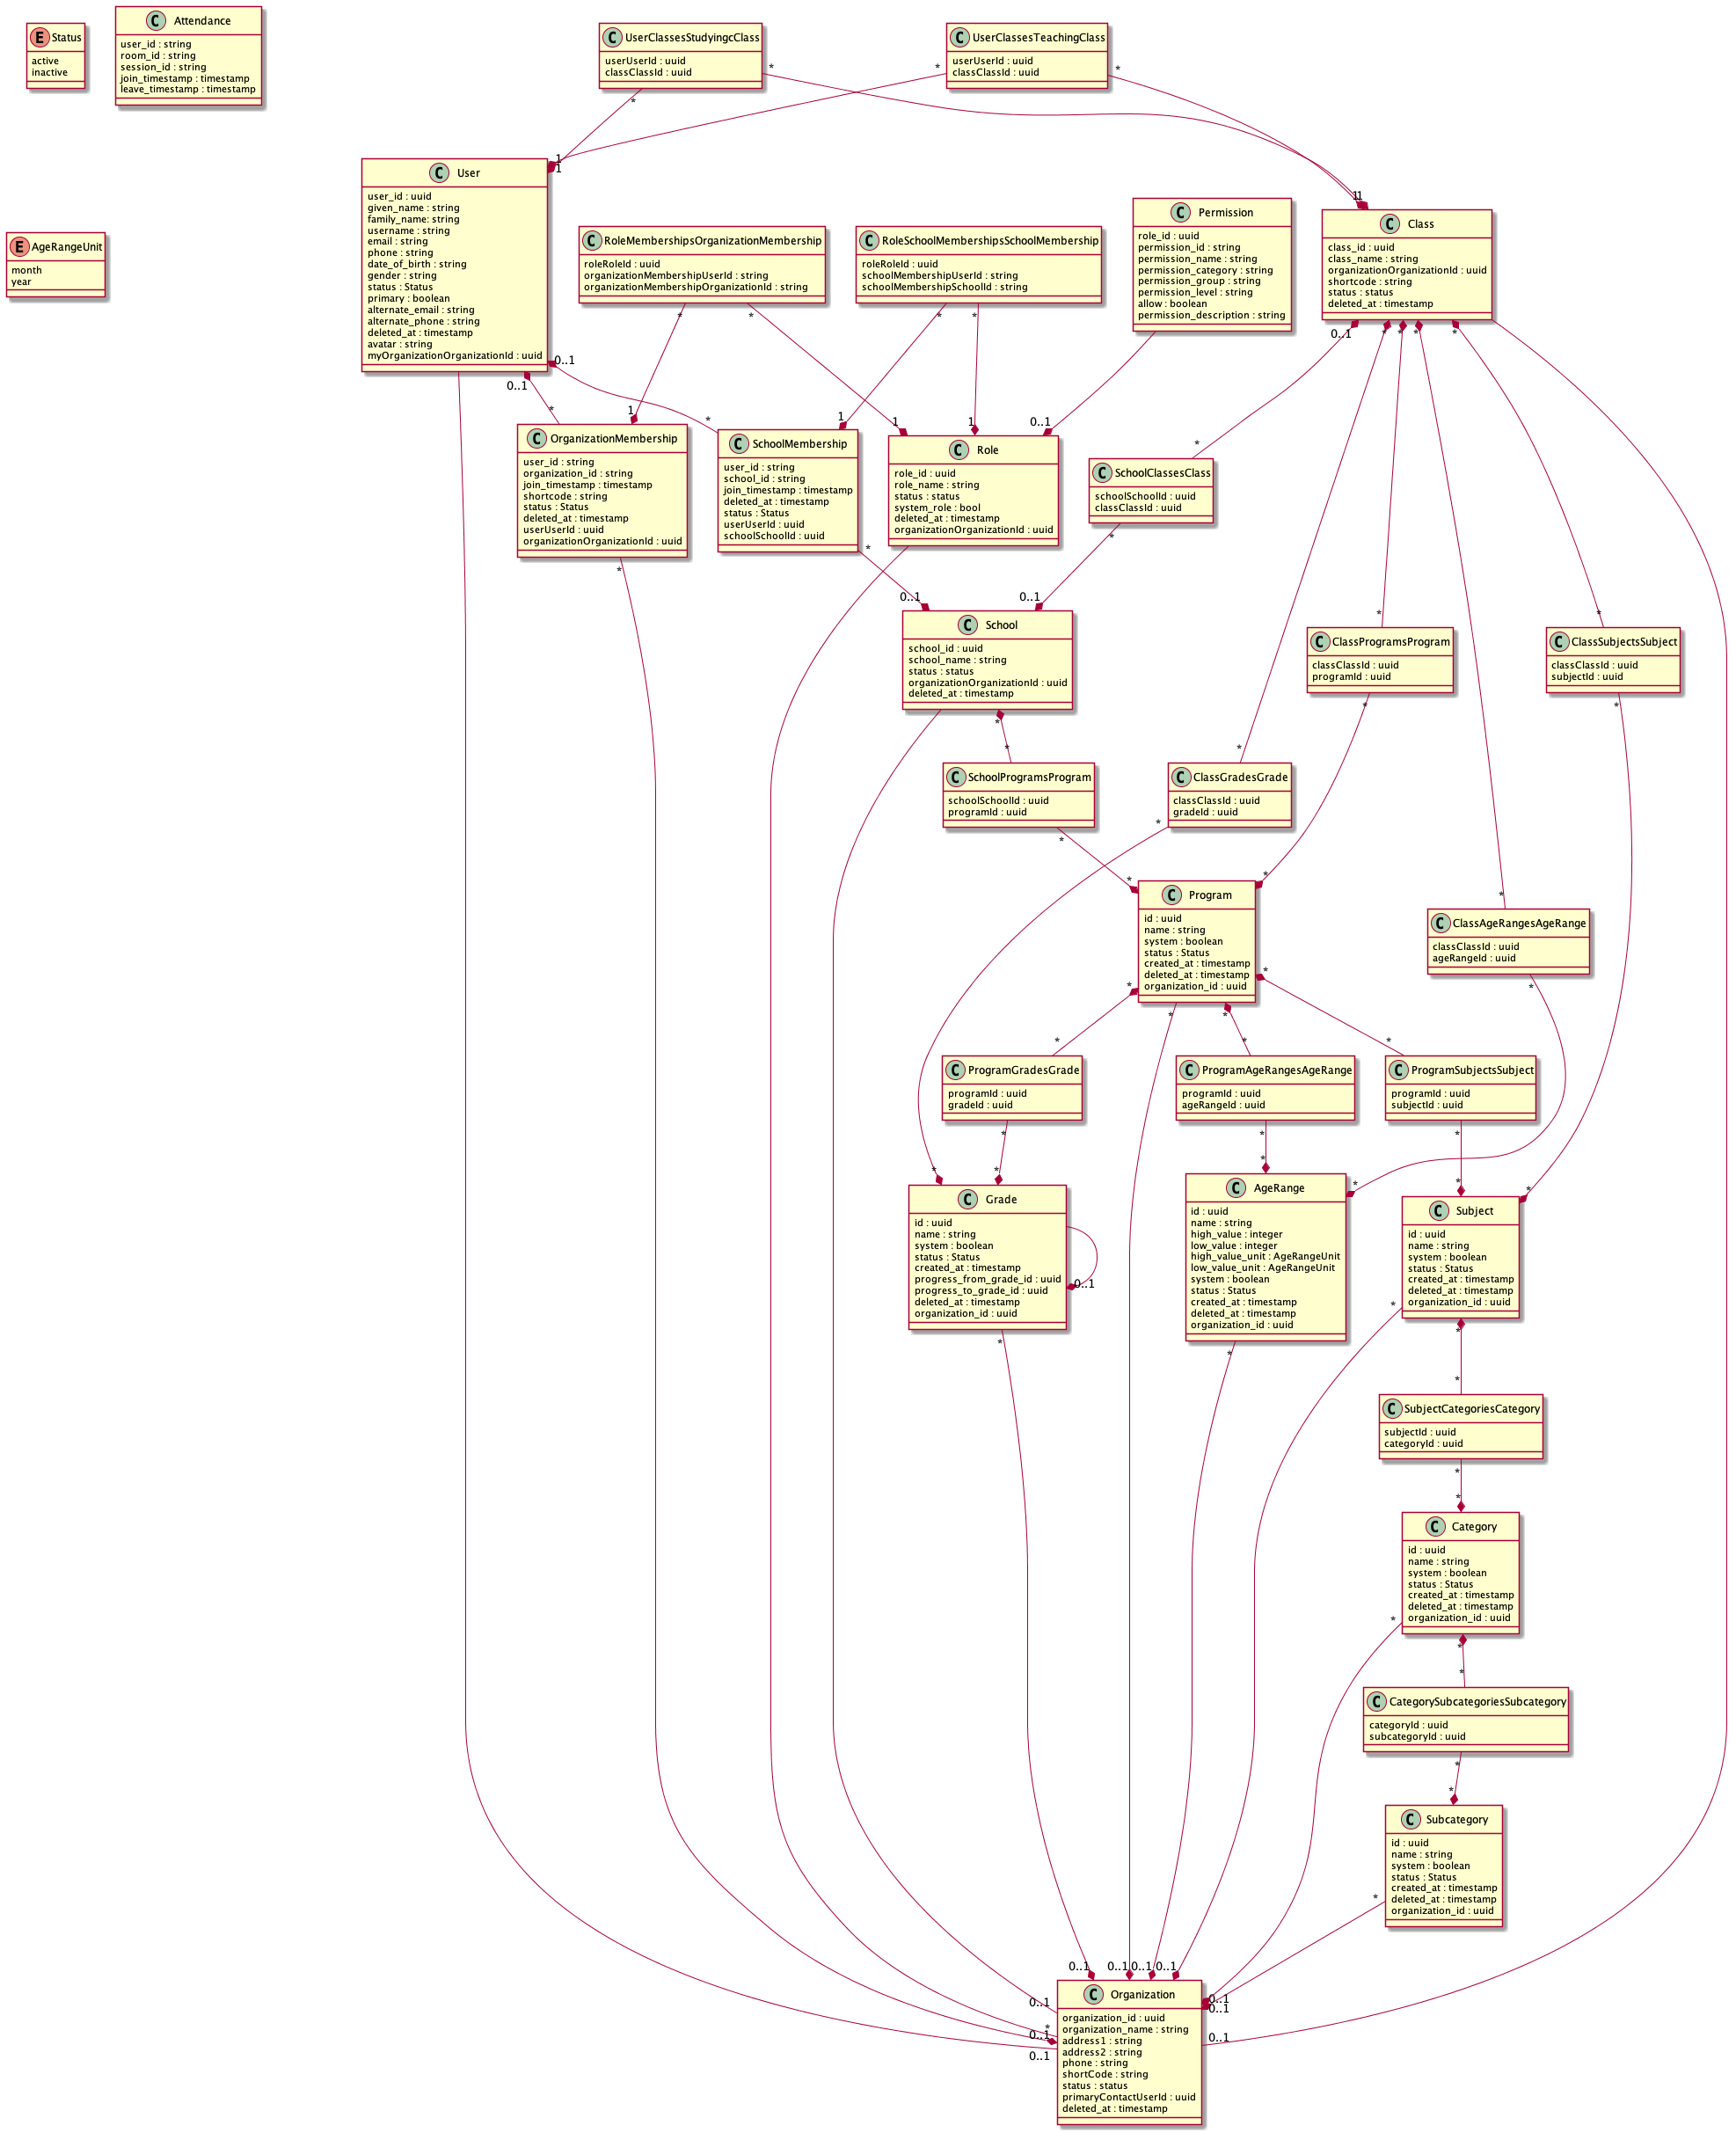 E Status
active
inactive
C Attendance
user_id : string
room_id : string
session_id : string
join_timestamp : timestamp
leave_timestamp : timestamp
C UserClassesStudyingcClass
userUserId : uuid
classClassId : uuid
C UserClassesTeachingClass
userUserId : uuid
classClassId : uuid
*
*
*
*
1
1
1
1
E AgeRangeUnit
month
year
C User
user_id : uuid
given_name : string
family_name: string
username : string
email : string
phone : string
date_of_birth : string
gender : string
status : Status
primary : boolean
alternate_email : string
alternate_phone : string
deleted_at : timestamp
avatar : string
myOrganizationOrganizationId : uuid
C RoleMembershipsOrganizationMembership
roleRoleId : uuid
organizationMembershipUserId : string
organizationMembershipOrganizationId : string
C RoleSchoolMembershipsSchoolMembership
roleRoleId : uuid
schoolMembershipUserId : string
schoolMembershipSchoolId : string
C Permission
role_id : uuid
permission_id : string
permission_name : string
permission_category : string
permission_group : string
permission_level : string
allow : boolean
permission_description : string
C Class
class_id : uuid
class_name : string
organizationOrganizationId : uuid
shortcode : string
status : status
deleted_at : timestamp
*
*
*
*
0..1
*
*
*
*
0..1
0..1
*
1
*
1
1
1
0..1
*
C OrganizationMembership
user_id : string
organization_id : string
join_timestamp : timestamp
shortcode : string
status : Status
deleted_at : timestamp
userUserId : uuid
organizationOrganizationId : uuid
C SchoolMembership
user_id : string
school_id : string
join_timestamp : timestamp
deleted_at : timestamp
status : Status
userUserId : uuid
schoolSchoolId : uuid
C Role
role_id : uuid
role_name : string
status : status
system_role : bool
deleted_at : timestamp
organizationOrganizationId : uuid
C SchoolClassesClass
schoolSchoolId : uuid
classClassId : uuid
*
*
*
0..1
0..1
*
*
C School
school_id : uuid
school_name : string
status : status
organizationOrganizationId : uuid
deleted_at : timestamp
C ClassProgramsProgram
classClassId : uuid
programId : uuid
C ClassSubjectsSubject
classClassId : uuid
subjectId : uuid
*
*
*
*
*
C SchoolProgramsProgram
schoolSchoolId : uuid
programId : uuid
C ClassGradesGrade
classClassId : uuid
gradeId : uuid
*
*
*
*
*
C Program
id : uuid
name : string
system : boolean
status : Status
created_at : timestamp
deleted_at : timestamp
organization_id : uuid
C ClassAgeRangesAgeRange
classClassId : uuid
ageRangeId : uuid
*
*
*
*
*
*
*
*
C ProgramGradesGrade
programId : uuid
gradeId : uuid
C ProgramAgeRangesAgeRange
programId : uuid
ageRangeId : uuid
C ProgramSubjectsSubject
programId : uuid
subjectId : uuid
*
*
*
*
*
*
*
*
*
C Grade
id : uuid
name : string
system : boolean
status : Status
created_at : timestamp
progress_from_grade_id : uuid
progress_to_grade_id : uuid
deleted_at : timestamp
organization_id : uuid
0..1
C AgeRange
id : uuid
name : string
high_value : integer
low_value : integer
high_value_unit : AgeRangeUnit
low_value_unit : AgeRangeUnit
system : boolean
status : Status
created_at : timestamp
deleted_at : timestamp
organization_id : uuid
C Subject
id : uuid
name : string
system : boolean
status : Status
created_at : timestamp
deleted_at : timestamp
organization_id : uuid
*
*
*
*
*
C SubjectCategoriesCategory
subjectId : uuid
categoryId : uuid
*
*
C Category
id : uuid
name : string
system : boolean
status : Status
created_at : timestamp
deleted_at : timestamp
organization_id : uuid
*
*
*
C CategorySubcategoriesSubcategory
categoryId : uuid
subcategoryId : uuid
*
*
C Subcategory
id : uuid
name : string
system : boolean
status : Status
created_at : timestamp
deleted_at : timestamp
organization_id : uuid
*
0..1
0..1
0..1
0..1
0..1
*
0..1
0..1
0..1
0..1
0..1
C Organization
organization_id : uuid
organization_name : string
address1 : string
address2 : string
phone : string
shortCode : string
status : status
primaryContactUserId : uuid
deleted_at : timestamp